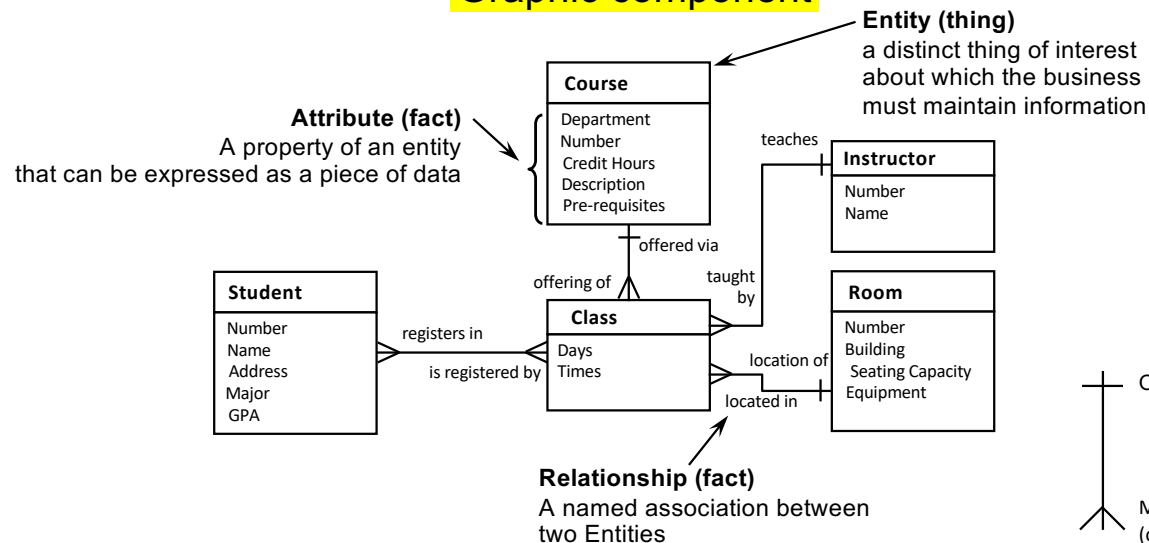 Graphic component
Entity (thing)
a distinct thing of interest
about which the business
must maintain information
Course
Department
Number
Credit Hours
Description
Pre-requisites
Attribute (fact)
A property of an entity
that can be expressed as a piece of data
teaches
Instructor
Number
Name
offered via
offering of
taught
by
Student
Number
Name
Address
Major
GPA
registers in
is registered by
Class
Days
Times
Room
Number
Building
Seating Capacity
Equipment
location of
located in
Relationship (fact)
A named association between
two Entities